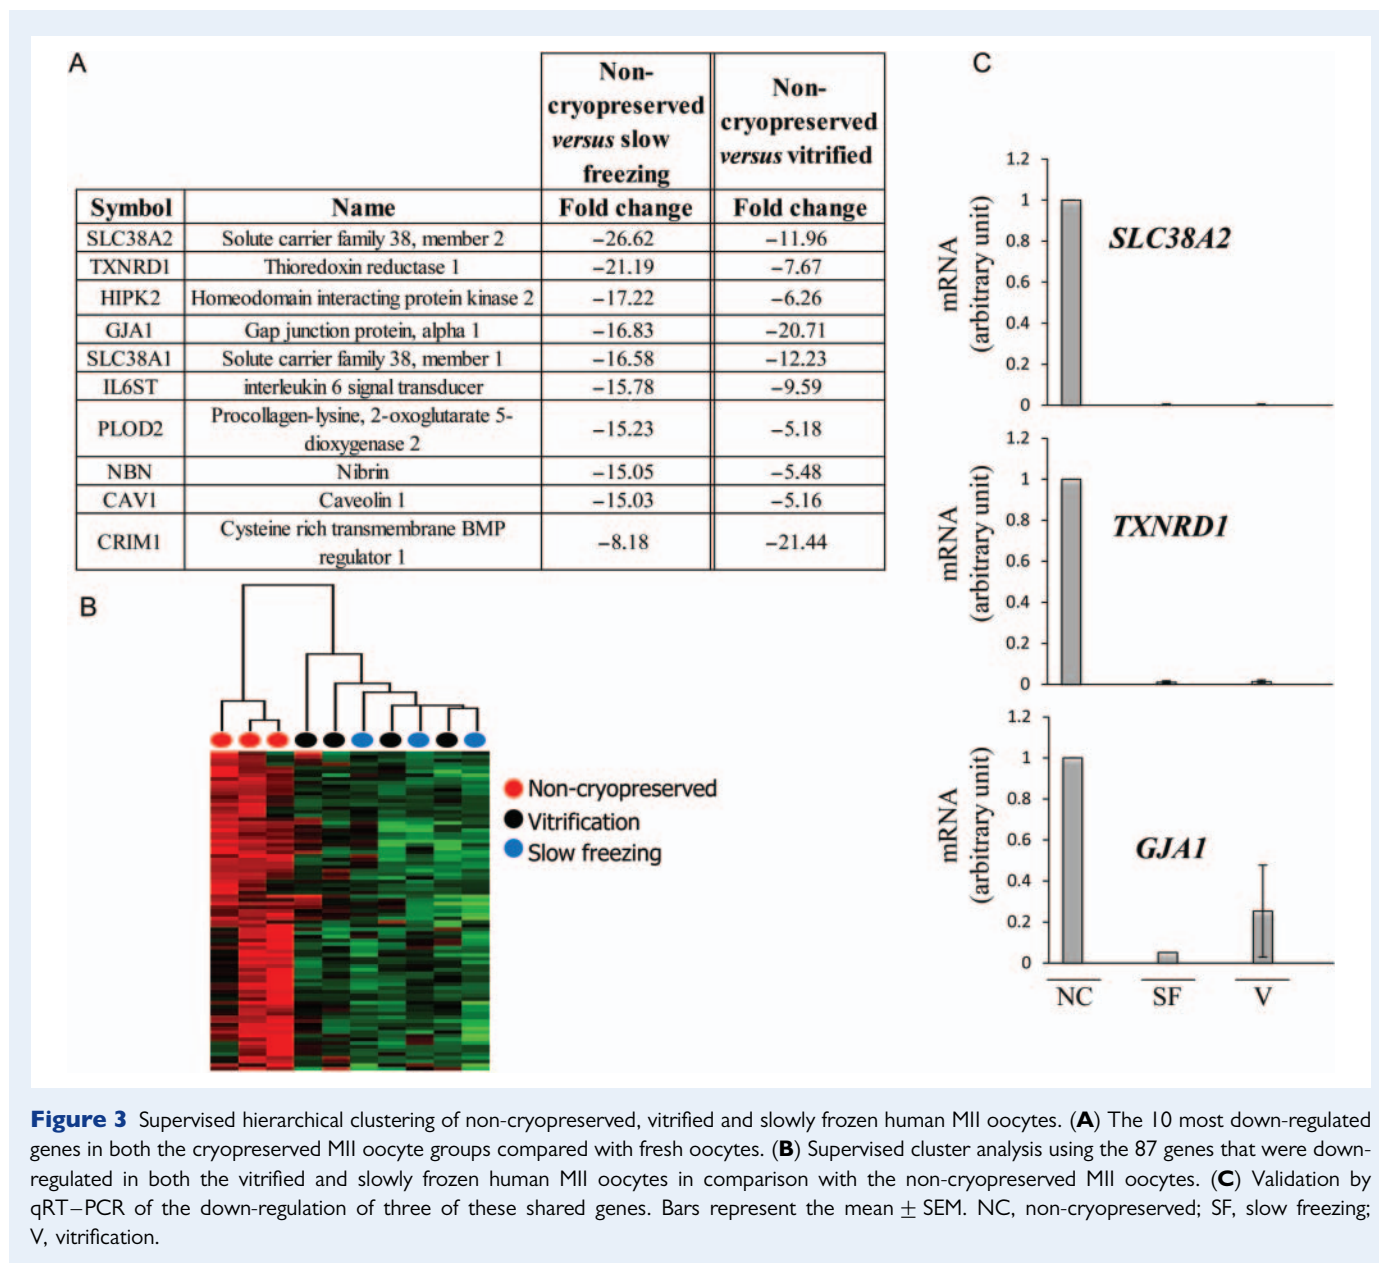 A
Non-
cryopreserved
versus slow
freezing
Non-
cryopreserved
versus vitrified
Symbol Name Fold change Fold change
SLC38A2 Solute carrier family 38, member 2 −26.62 −11.96
TXNRD1 Thioredoxin reductase 1 −21.19 −7.67
HIPK2 Homeodomain interacting protein kinase 2 −17.22 −6.26
GJA1 Gap junction protein, alpha 1 −16.83 −20.71
SLC38A1 Solute carrier family 38, member 1 −16.58 −12.23
IL6ST interleukin 6 signal transducer −15.78 −9.59
PLOD2 Procollagen-lysine, 2-oxoglutarate 5-
dioxygenase 2 −15.23 −5.18
NBN Nibrin −15.05 −5.48
CAV1 Caveolin 1 −15.03 −5.16
CRIM1 Cysteine rich transmembrane BMP
regulator 1 −8.18 −21.44
B
Non-cryopreserved
Vitrification
Slow freezing
C
mRNA
(arbitrary unit)
1.2
1
0.8
0.6
0.4
0.2
0
SLC38A2
mRNA
(arbitrary unit)
1.2
1
0.8
0.6
0.4
0.2
0
TXNRD1
mRNA
(arbitrary unit)
1.2
1
0.8
0.6
0.4
0.2
0
GJA1
NC SF V
Figure 3 Supervised hierarchical clustering of non-cryopreserved, vitrified and slowly frozen human MII oocytes. (A) The 10 most down-regulated
genes in both the cryopreserved MII oocyte groups compared with fresh oocytes. (B) Supervised cluster analysis using the 87 genes that were down-
regulated in both the vitrified and slowly frozen human MII oocytes in comparison with the non-cryopreserved MII oocytes. (C) Validation by
qRT–PCR of the down-regulation of three of these shared genes. Bars represent the mean ± SEM. NC, non-cryopreserved; SF, slow freezing;
V, vitrification.